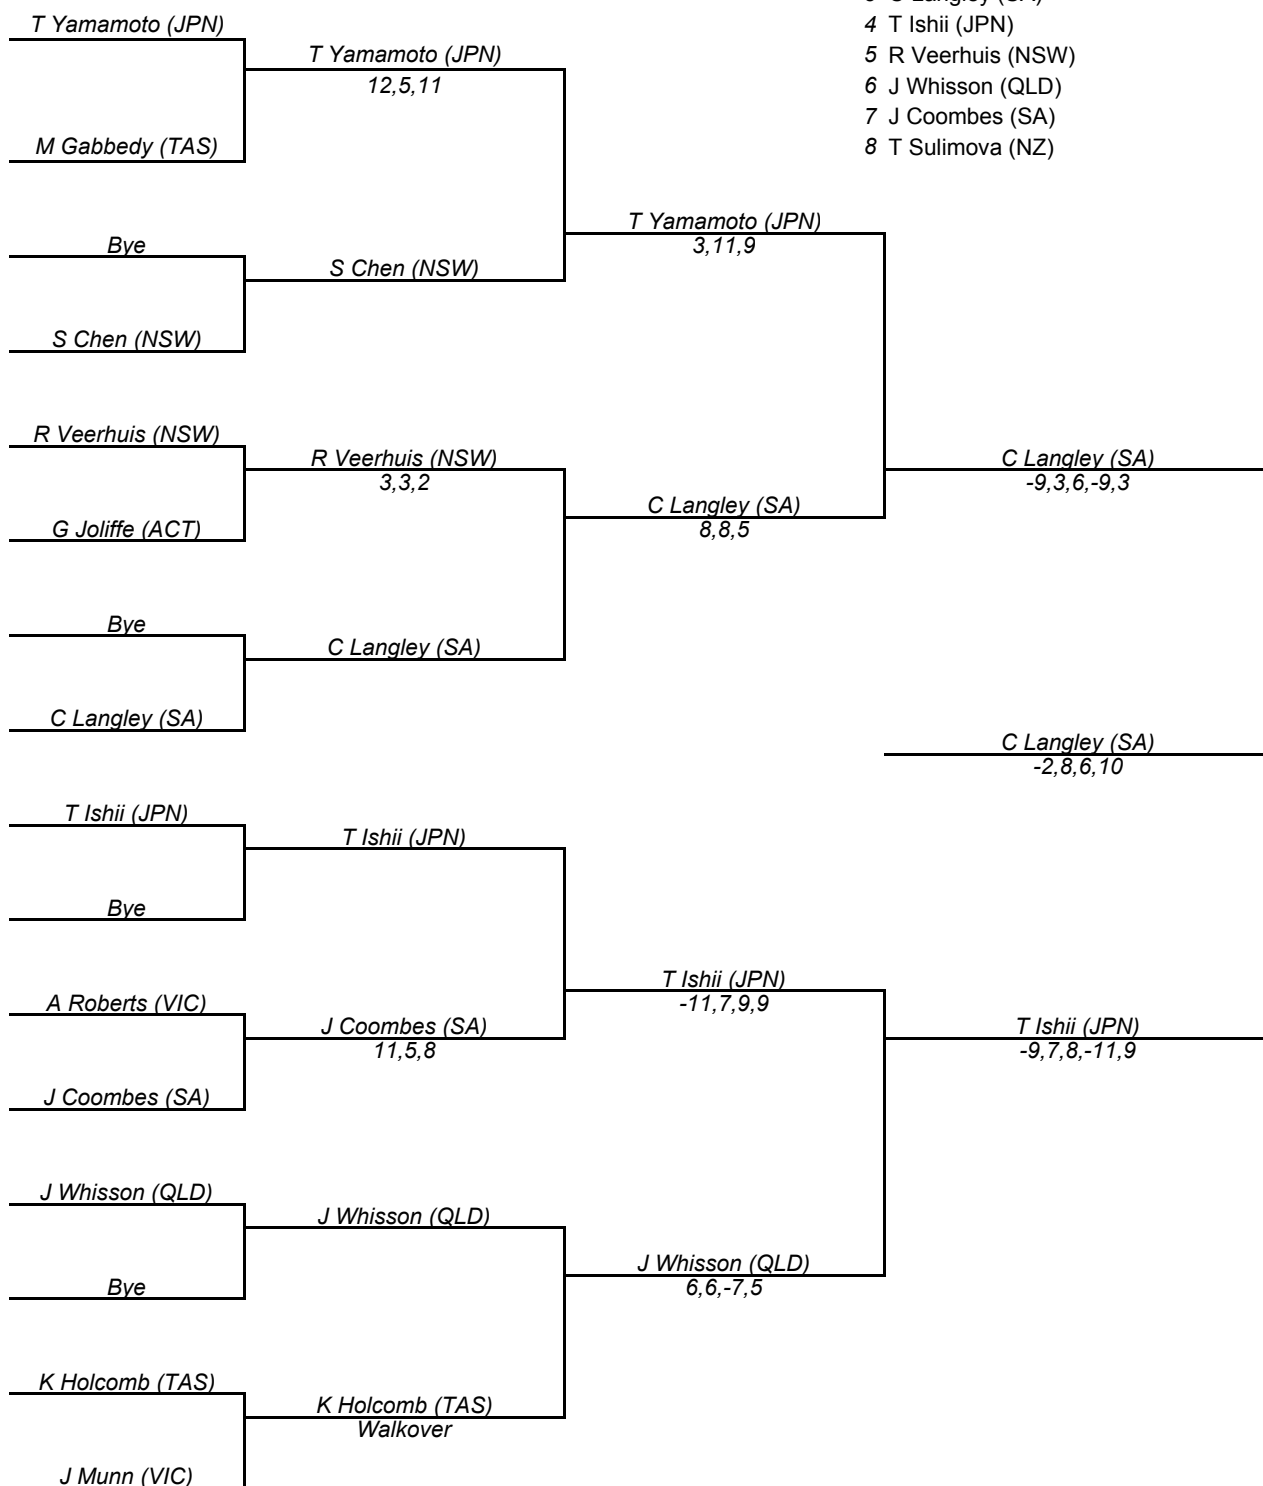 3 C Langley (SA)
T Yamamoto (JPN)
4 T Ishii (JPN)
T Yamamoto (JPN)
5 R Veerhuis (NSW)
12,5,11
6 J Whisson (QLD)
7 J Coombes (SA)
M Gabbedy (TAS)
8 T Sulimova (NZ)
T Yamamoto (JPN)
3,11,9
Bye
S Chen (NSW)
S Chen (NSW)
R Veerhuis (NSW)
R Veerhuis (NSW)
3,3,2
C Langley (SA)
-9,3,6,-9,3
C Langley (SA)
8,8,5
G Joliffe (ACT)
Bye
C Langley (SA)
C Langley (SA)
C Langley (SA)
-2,8,6,10
T Ishii (JPN)
T Ishii (JPN)
Bye
T Ishii (JPN)
-11,7,9,9
A Roberts (VIC)
J Coombes (SA)
11,5,8
T Ishii (JPN)
-9,7,8,-11,9
J Coombes (SA)
J Whisson (QLD)
J Whisson (QLD)
J Whisson (QLD)
6,6,-7,5
Bye
K Holcomb (TAS)
K Holcomb (TAS)
Walkover
J Munn (VIC)